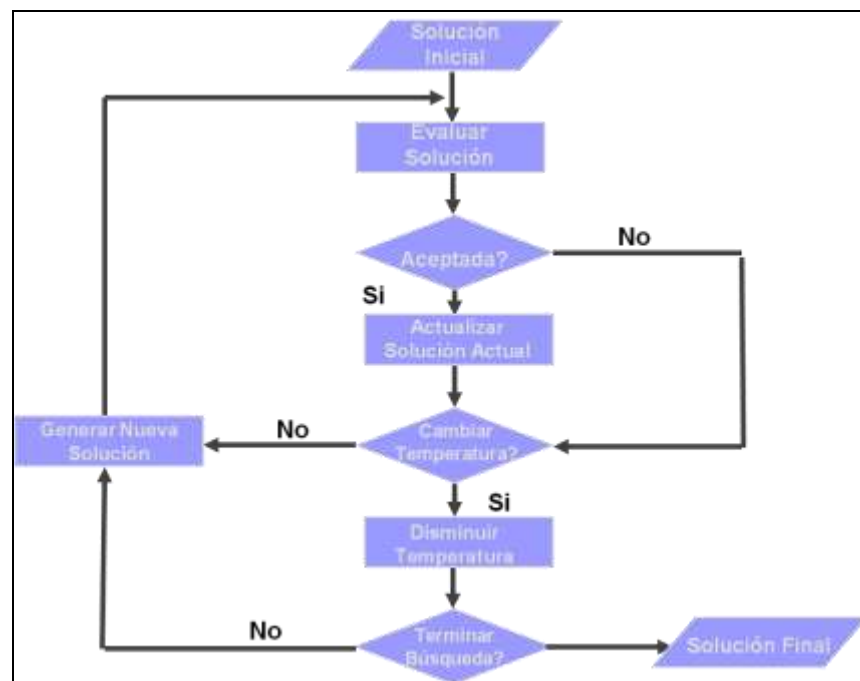 Solución
Inicial
Evaluar
Solución
Aceptada?
No
Si
Actualizar
Solución Actual
Generar Nueva
Solución
No
Cambiar
Temperatura?
Si
Disminuir
Temperatura
No
Terminar
Búsqueda?
Solución Final